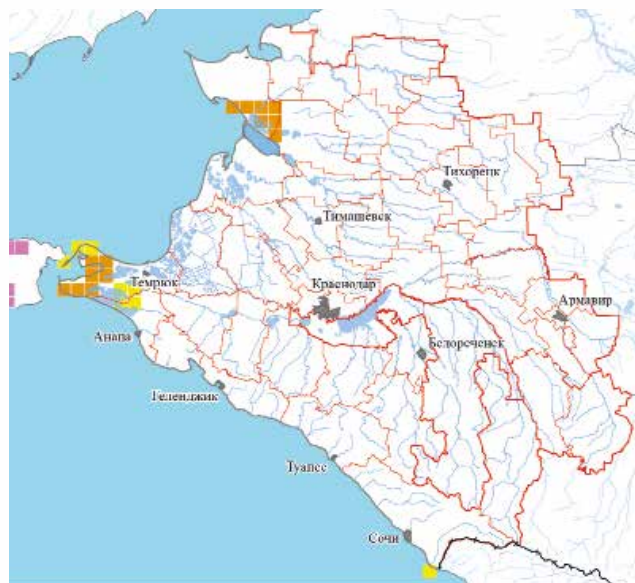 Тихорецк
Тимашевск
Темрюк
Краснодар
Армавир
Анапа
Белореченск
Геленджик
Туапсе
Сочи